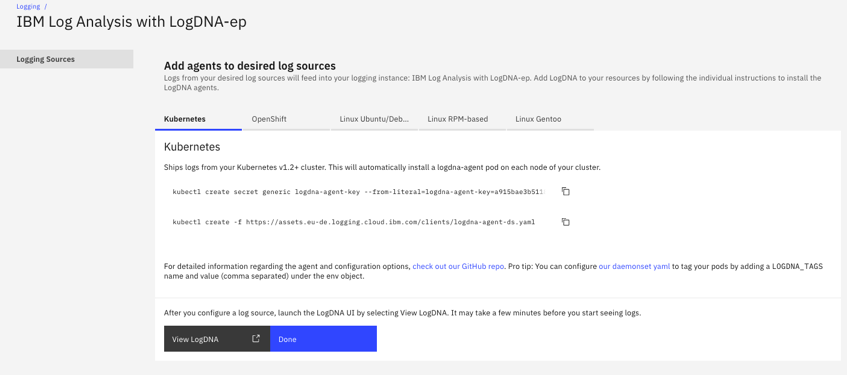 Logging /
IBM Log Analysis with LogDNA-ep
Logging Sources
Add agents to desired log sources
Logs from your desired log sources will feed into your logging instance: IBM Log Analysis with LogDNA-ep. Add LogDNA to your resources by following the individual instructions to install the
LogDNA agents.
Kubernetes
OpenShift
Linux Ubuntu/Deb...
Linux RPM-based
Linux Gentoo
Kubernetes
Ships logs from your Kubernetes v1.2+ cluster. This will automatically install a logdna-agent pod on each node of your cluster.
kubectl create secret generic logdna-agent-key --from-literal=logdna-agent-key=a915bae3b511
kubectl create -f https://assets.eu-de.logging.cloud.ibm.com/clients/logdna-agent-ds.yaml
For detailed information regarding the agent and configuration options, check out our GitHub repo. Pro tip: You can configure our daemonset yaml to tag your pods by adding a LOGDNA_TAGS
name and value (comma separated) under the env object.
After you configure a log source, launch the LogDNA UI by selecting View LogDNA. It may take a few minutes before you start seeing logs.
View LogDNA
Done